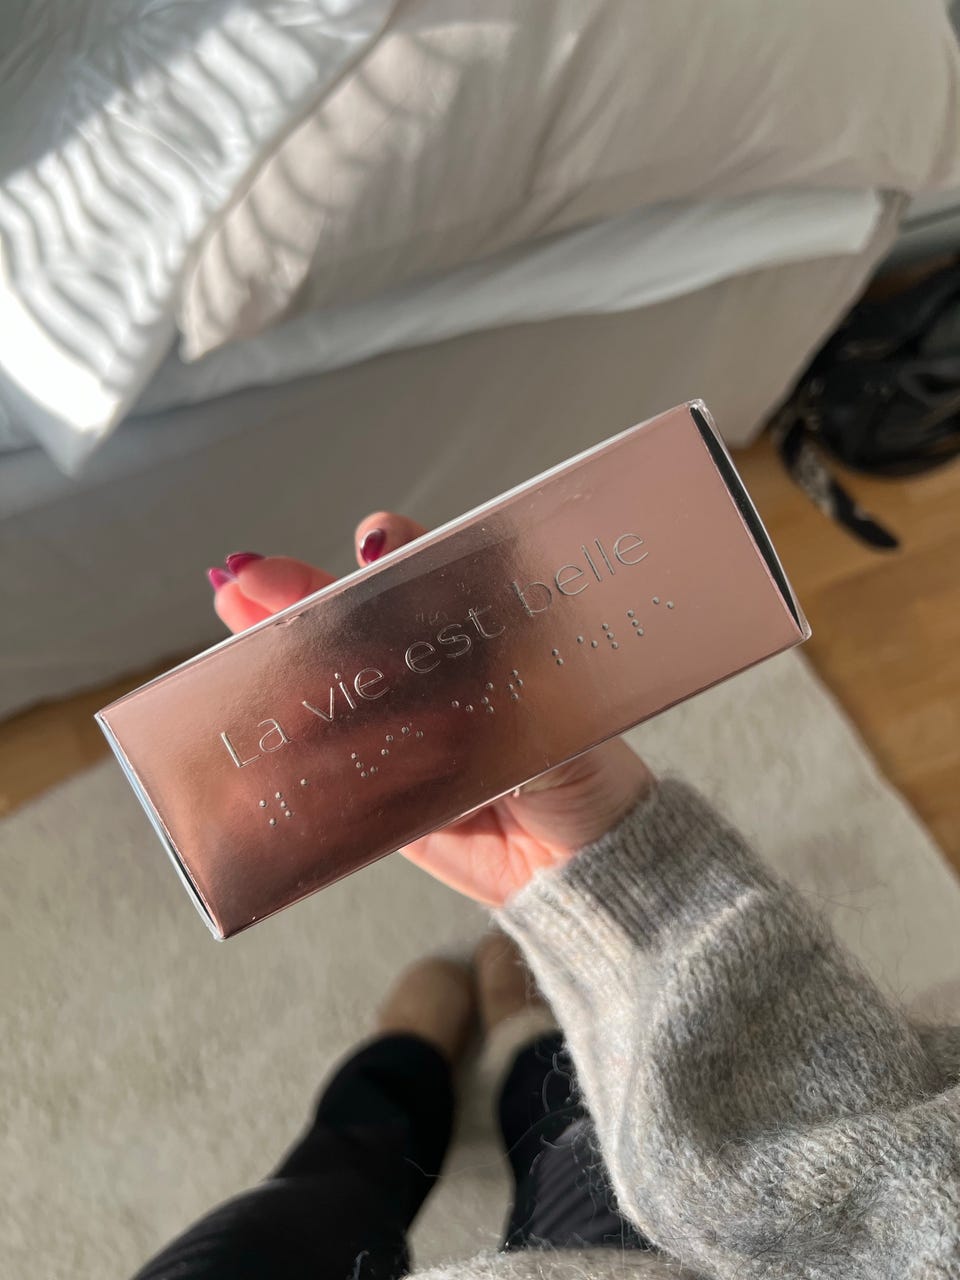 La vie est belle
⠨⠇⠁ ⠧⠊⠑ ⠑⠎⠞ ⠃⠑⠇⠇⠑